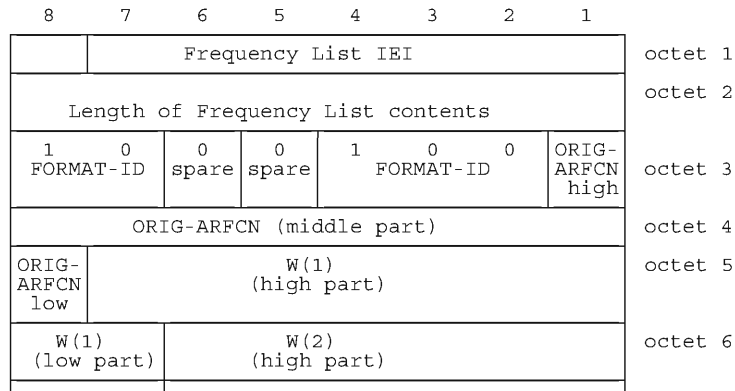 8 7 6 5 4 3 2 1
Frequency List IEI octet 1
octet 2
Length of Frequency List contents
1 0 0 0 1 0 0 ORIG-
FORMAT-ID spare spare FORMAT-ID ARFCN octet 3
high
ORIG-ARFCN (middle part) octet 4
ORIG- W(1) octet 5
ARFCN (high part)
low
W(1) W(2) octet 6
(low part) (high part)